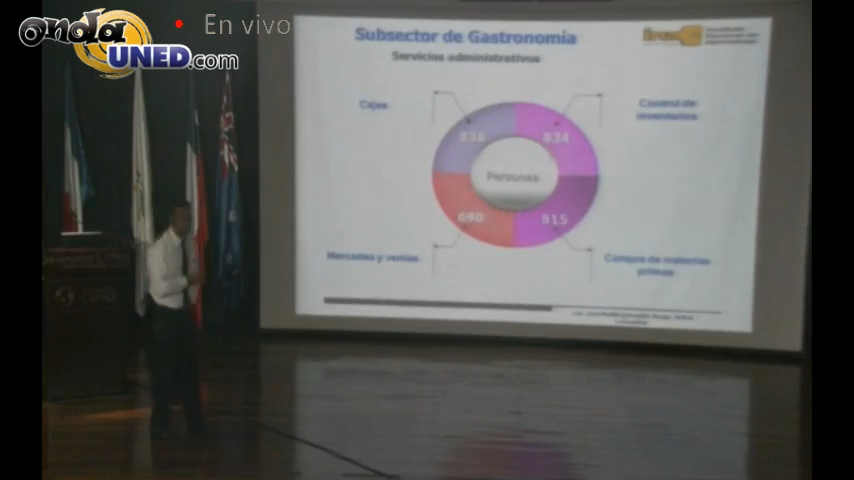 onda
UNED.com
En vivo
Subsector de Gastronomía
Servicios administrativos
Cajas
Control de
inventarios
836
834
Personas
690
815
Mercadeo y ventas
Compra de materias
primas